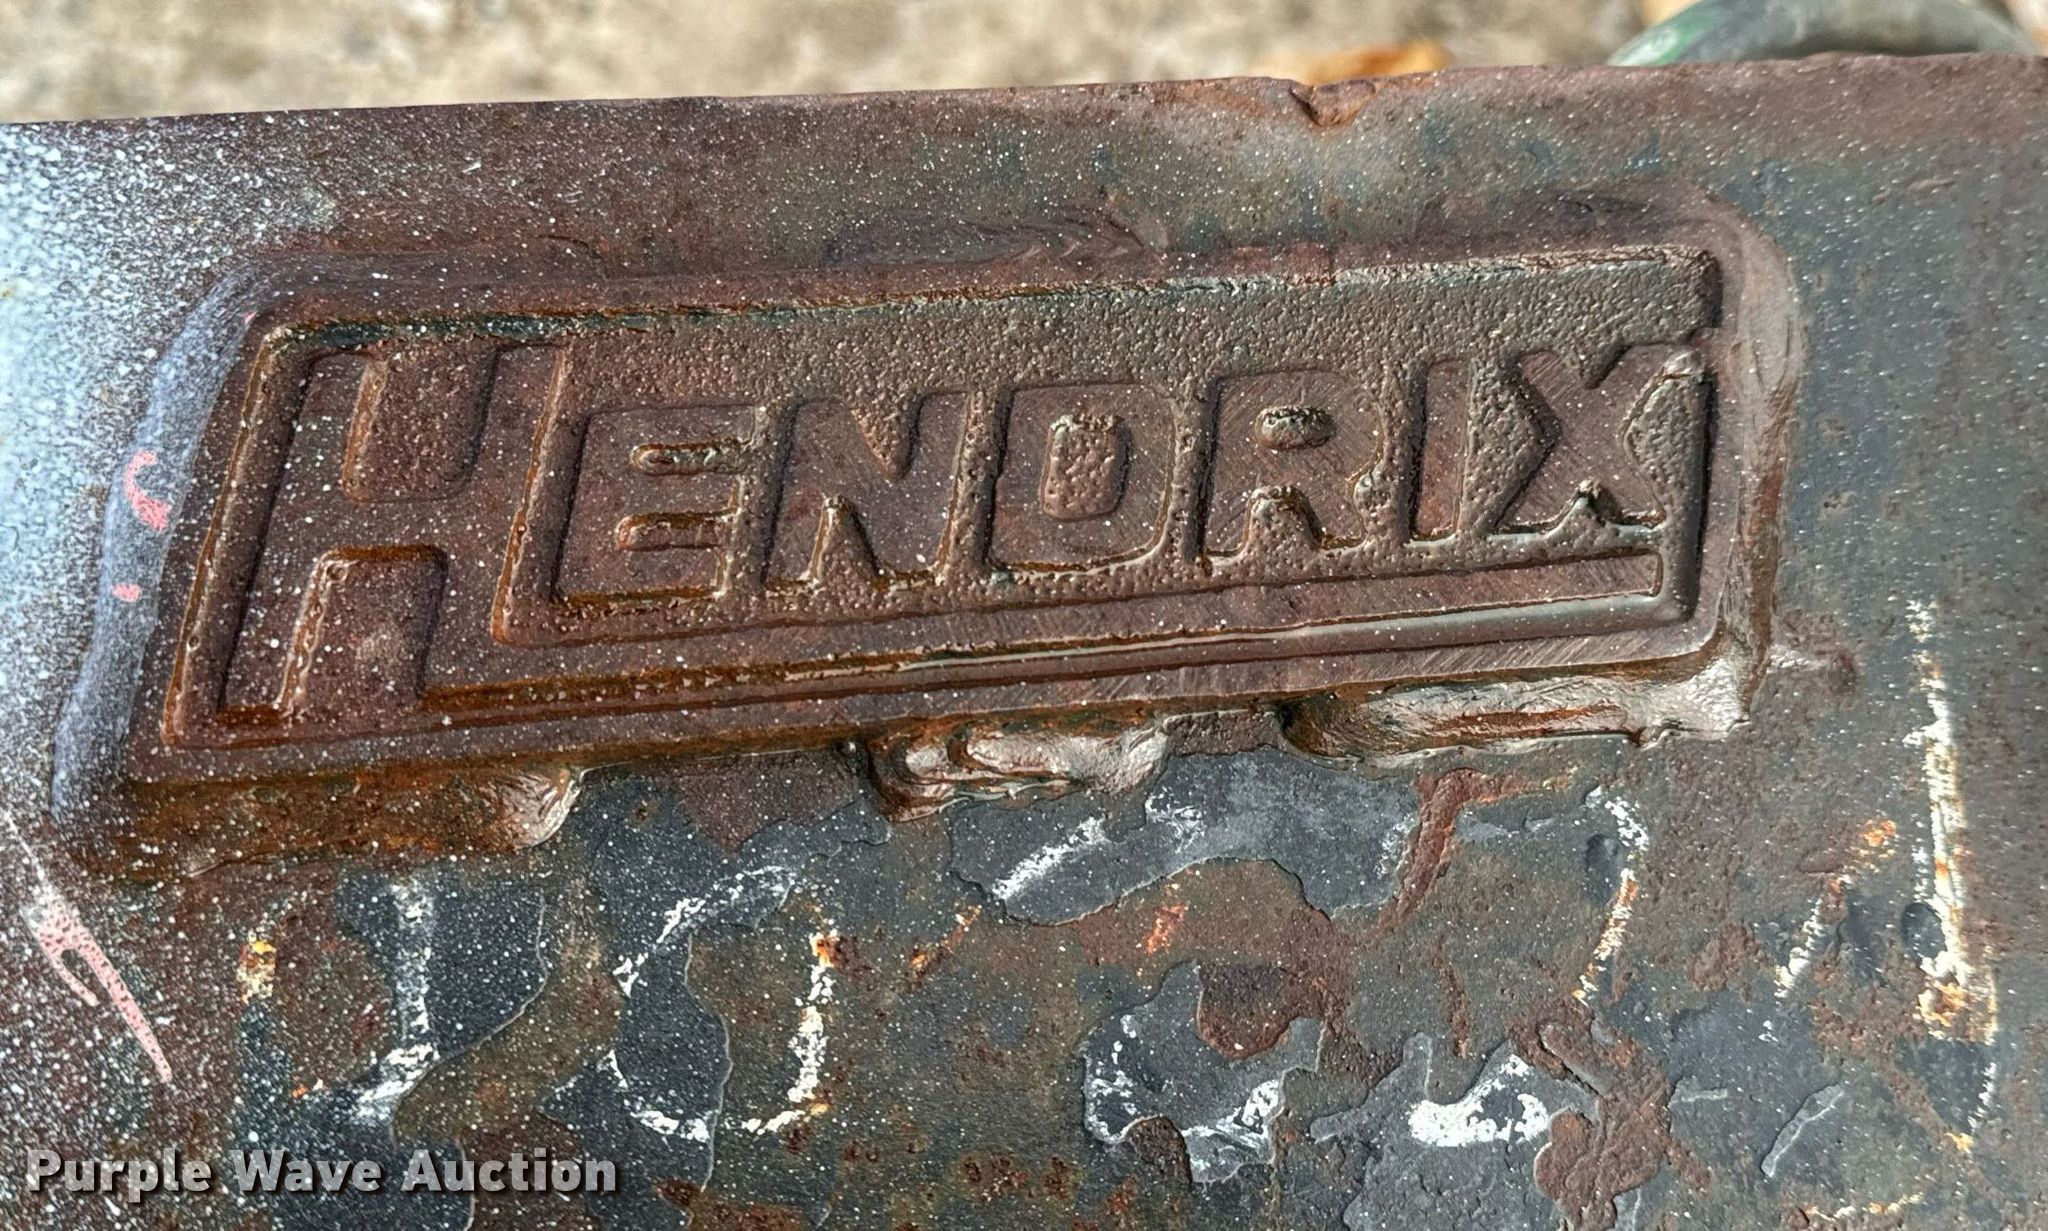 HENDRIX
Purple Wave Auction